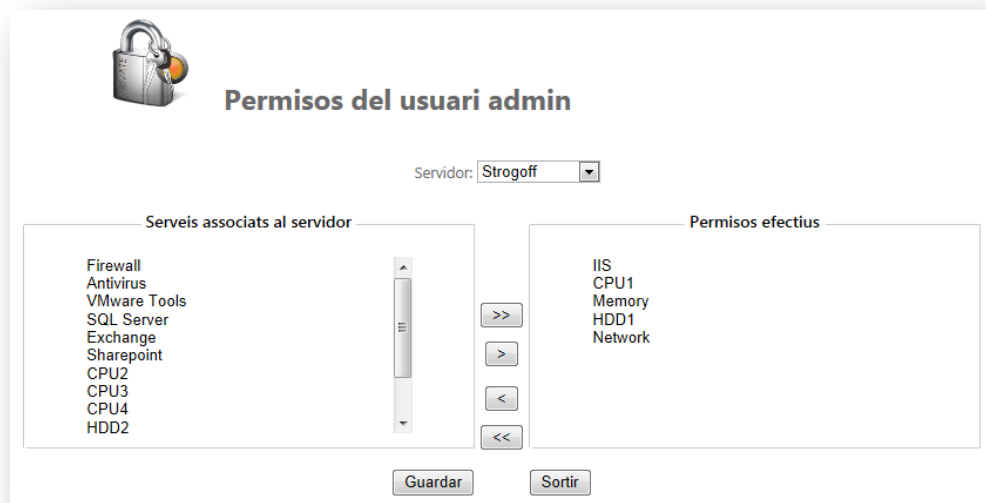 PRIVATE
Permisos del usuari admin
Servidor: Strogoff
Serveis associats al servidor
Firewall
Antivirus
VMware Tools
SQL Server
Exchange
Sharepoint
CPU2
CPU3
CPU4
HDD2
>>
>
<
<<
Permisos efectius
IIS
CPU1
Memory
HDD1
Network
Guardar
Sortir